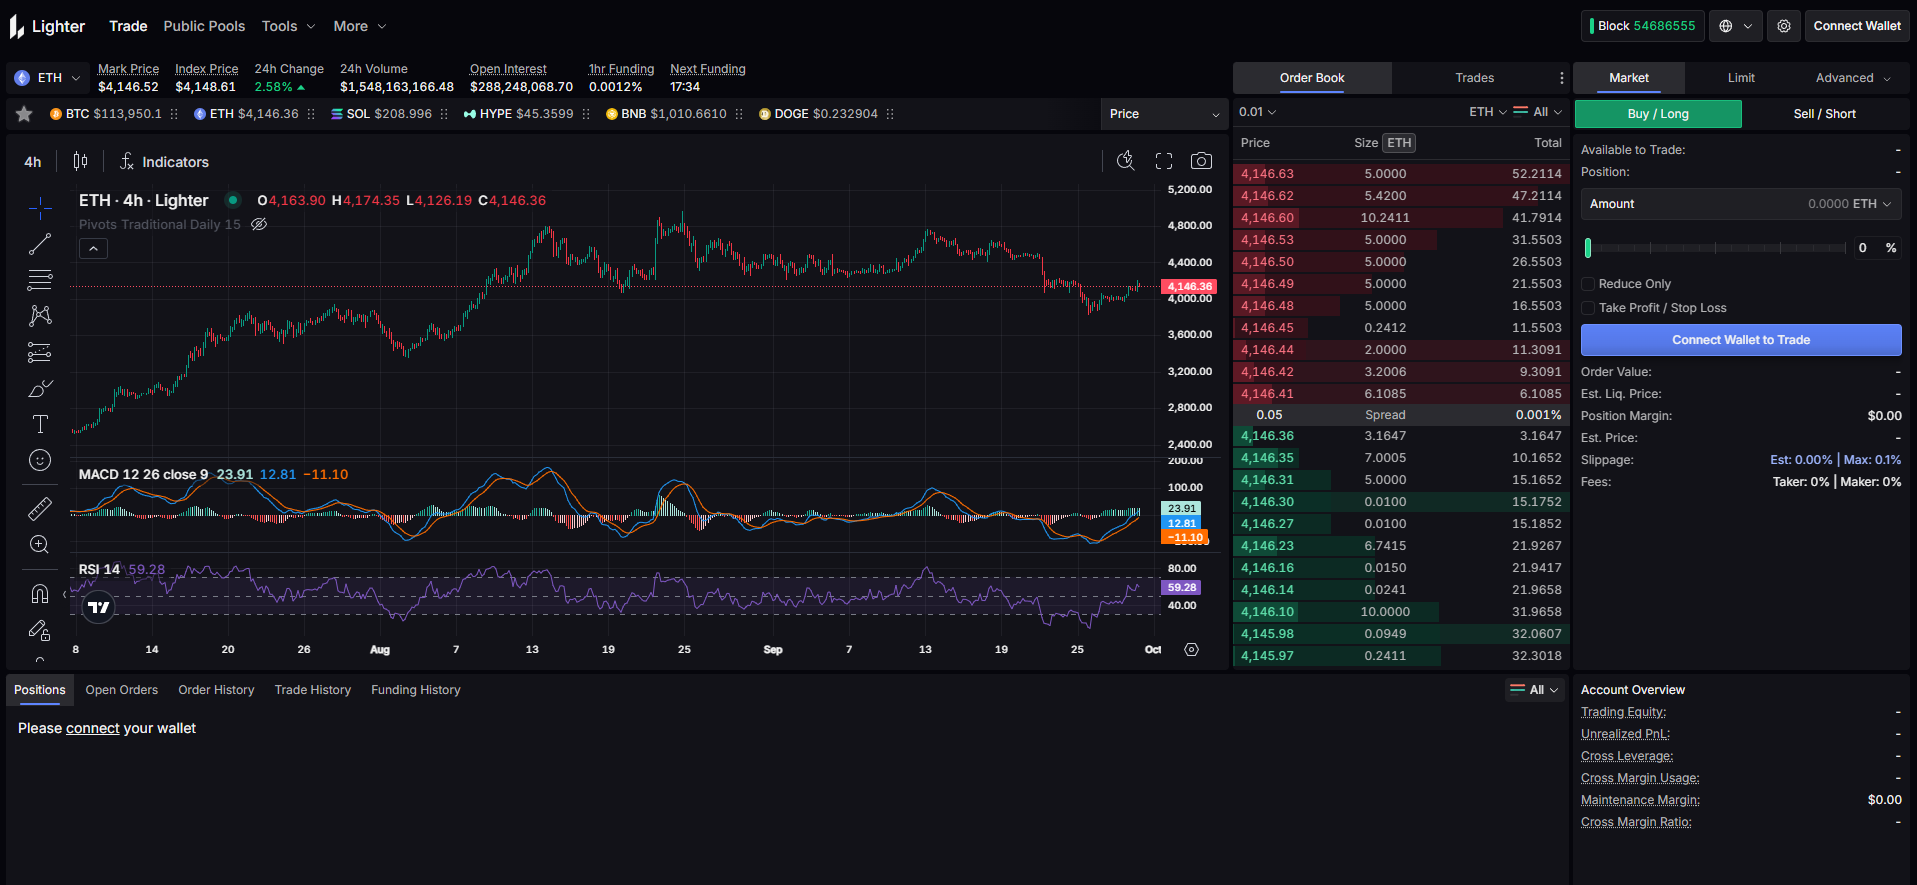 Lighter Trade Public Pools Tools More Block 54686555 Connect Wallet
ETH
Mark Price Index Price 24h Change 24h Volume Open Interest 1hr Funding Next Funding
$4,146.52 $4,148.61 2.58% $1,548,163,166.48 $288,248,068.70 0.0012% 17:34
BTC $113,950.1 ETH $4,146.36 SOL $208.996 HYPE $45.3599 BNB $1,010.6610 DOGE $0.232904 Price
4h Indicators
ETH · 4h · Lighter O4,163.90 H4,174.35 L4,126.19 C4,146.36
Pivots Traditional Daily 15
5,200.00
4,800.00
4,400.00
4,146.36
4,000.00
3,600.00
3,200.00
2,800.00
2,400.00
MACD 12 26 close 9 23.91 12.81 −11.10
200.00
100.00
23.91
12.81
−11.10
RSI 14 59.28
80.00
59.28
40.00
8 14 20 26 Aug 7 13 19 25 Sep 7 13 19 25 Oct
Order Book Trades
0.01 ETH All
Price Size ETH Total
4,146.63 5.0000 52.2114
4,146.62 5.4200 47.2114
4,146.60 10.2411 41.7914
4,146.53 5.0000 31.5503
4,146.50 5.0000 26.5503
4,146.49 5.0000 21.5503
4,146.48 5.0000 16.5503
4,146.45 0.2412 11.5503
4,146.44 2.0000 11.3091
4,146.42 3.2006 9.3091
4,146.41 6.1085 6.1085
0.05 Spread 0.001%
4,146.36 3.1647 3.1647
4,146.35 7.0005 10.1652
4,146.31 5.0000 15.1652
4,146.30 0.0100 15.1752
4,146.27 0.0100 15.1852
4,146.23 6.7415 21.9267
4,146.16 0.0150 21.9417
4,146.14 0.0241 21.9658
4,146.10 10.0000 31.9658
4,145.98 0.0949 32.0607
4,145.97 0.2411 32.3018
Market Limit Advanced
Buy / Long Sell / Short
Available to Trade: -
Position: -
Amount 0.0000 ETH
0 %
Reduce Only
Take Profit / Stop Loss
Connect Wallet to Trade
Order Value: -
Est. Liq. Price: -
Position Margin: $0.00
Est. Price: -
Slippage: Est: 0.00% | Max: 0.1%
Fees: Taker: 0% | Maker: 0%
Positions Open Orders Order History Trade History Funding History All
Please connect your wallet
Account Overview
Trading Equity: -
Unrealized PnL: -
Cross Leverage: -
Cross Margin Usage: -
Maintenance Margin: $0.00
Cross Margin Ratio: -